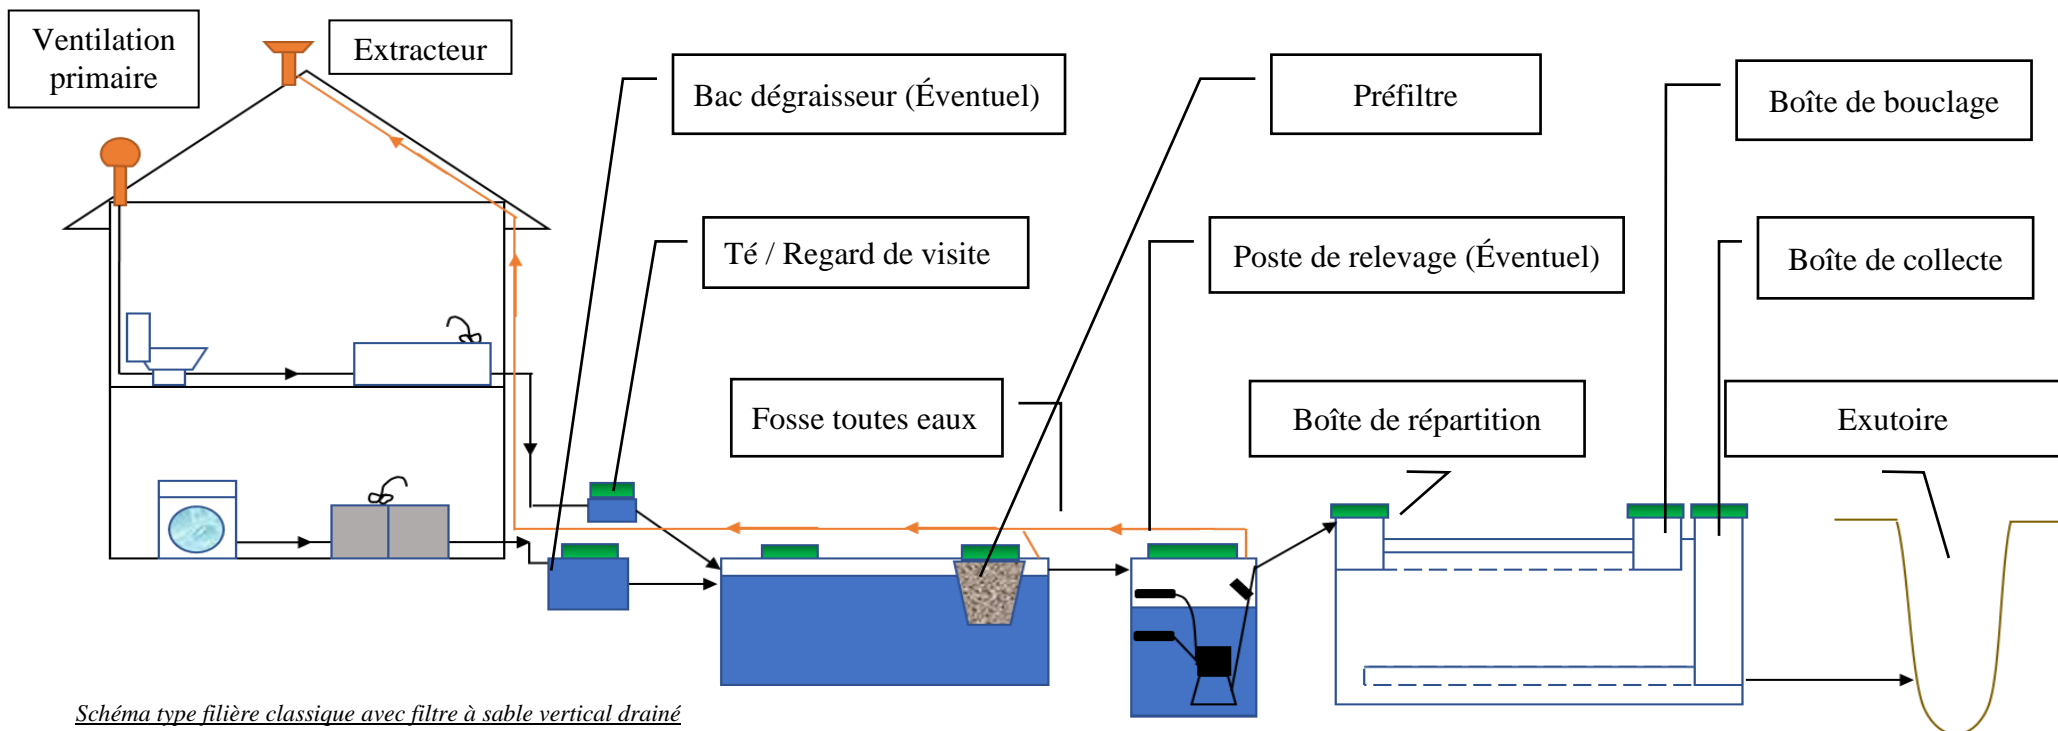 Ventilation
primaire
Extracteur
Bac dégraisseur (Éventuel)
Préfiltre
Boîte de bouclage
Té / Regard de visite
Poste de relevage (Éventuel)
Boîte de collecte
Fosse toutes eaux
Boîte de répartition
Exutoire
Schéma type filière classique avec filtre à sable vertical drainé